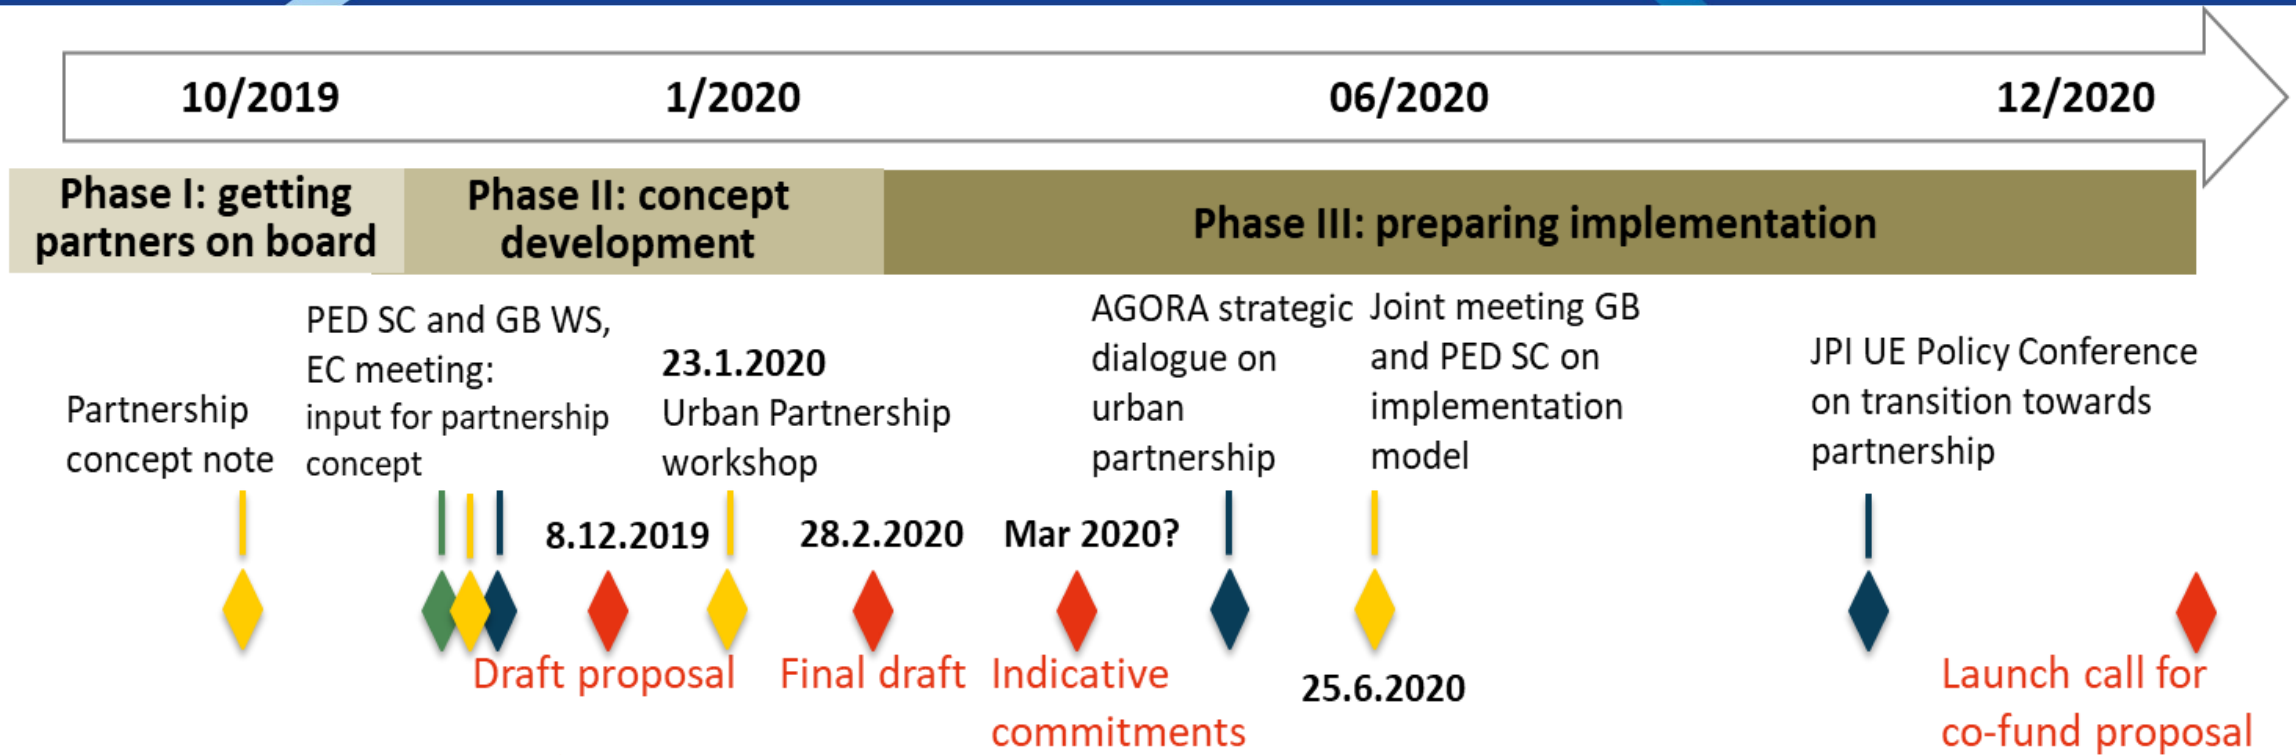 10/2019
1/2020
06/2020
12/2020
Phase I: getting
partners on board
Phase II: concept
development
Phase III: preparing implementation
Partnership
concept note
PED SC and GB WS,
EC meeting:
input for partnership
concept
23.1.2020
Urban Partnership
workshop
AGORA strategic
dialogue on
urban
partnership
Joint meeting GB
and PED SC on
implementation
model
JPI UE Policy Conference
on transition towards
partnership
8.12.2019
28.2.2020
Mar 2020?
Draft proposal
Final draft
Indicative
commitments
25.6.2020
Launch call for
co-fund proposal